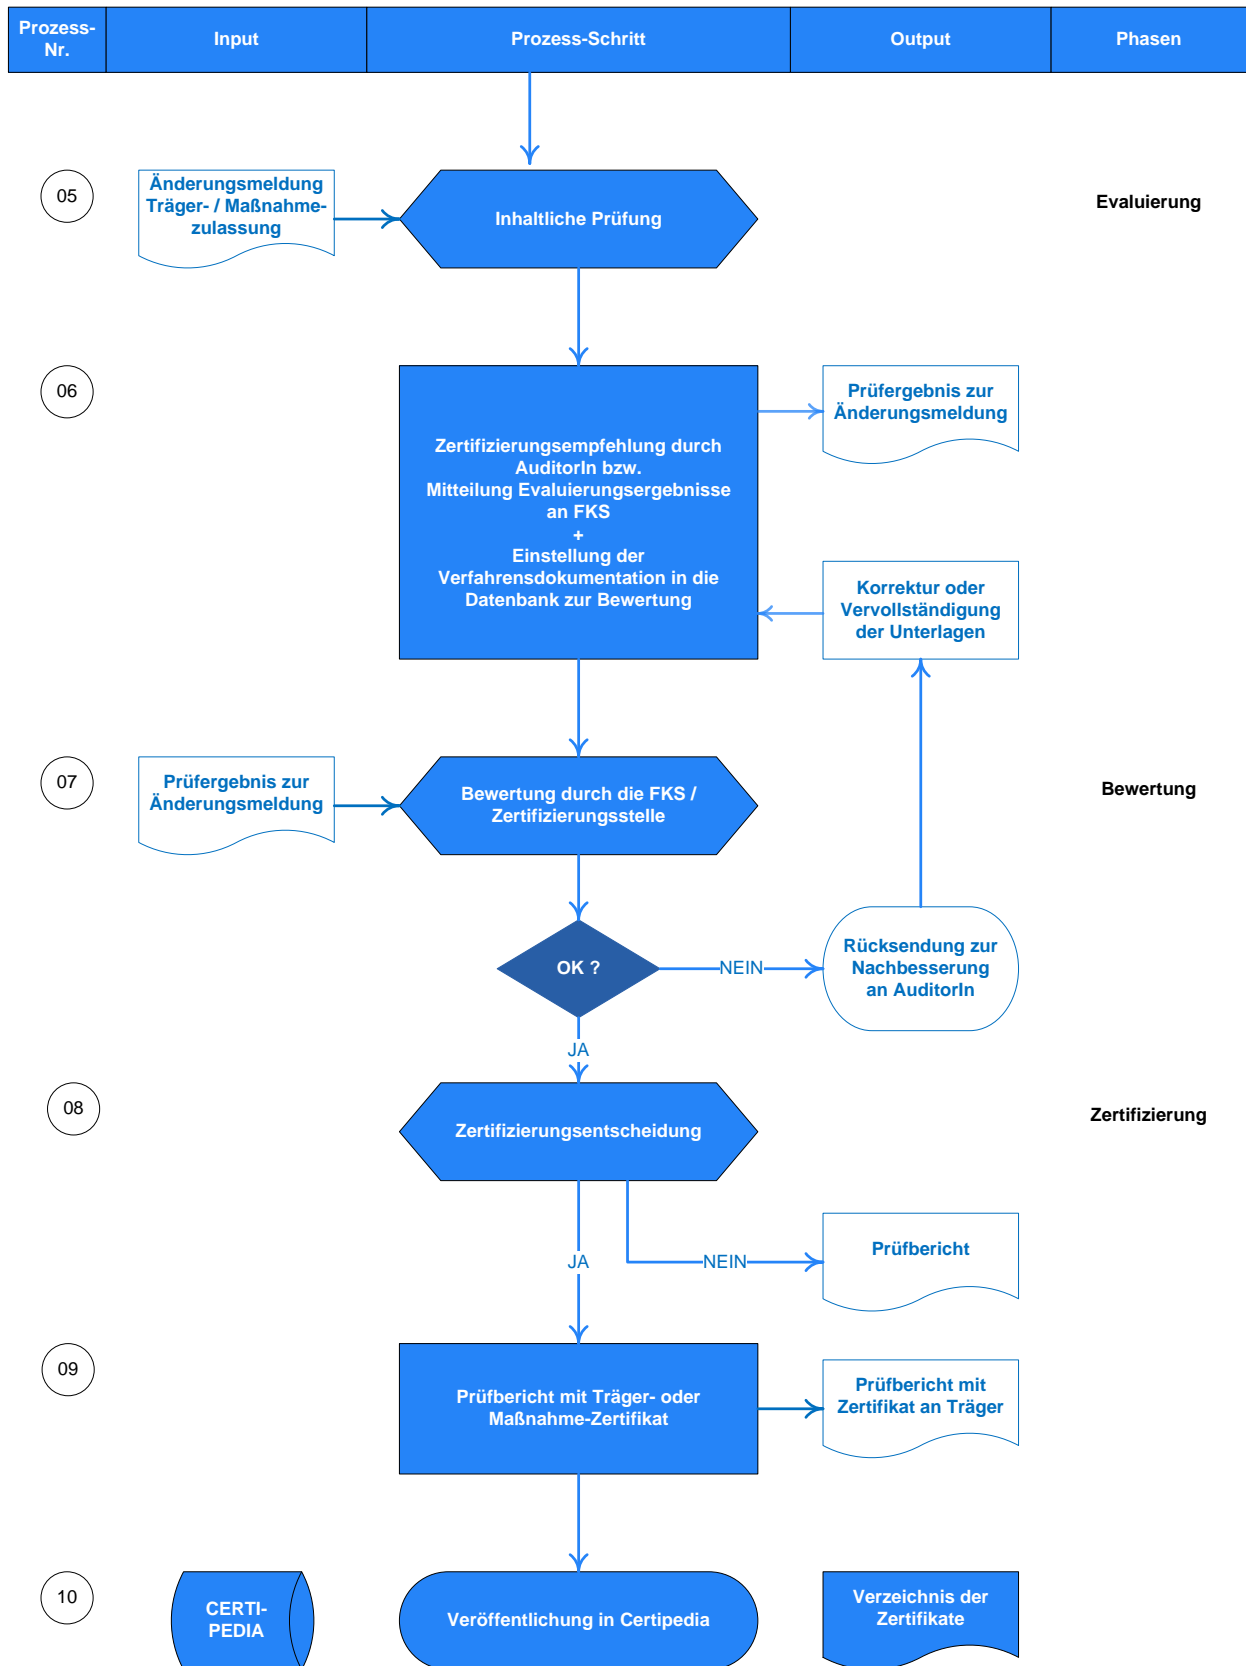 Prozess-
Nr.
Input
Prozess-Schritt
Output
Phasen
05
Änderungsmeldung
Träger- / Maßnahme-
zulassung
Inhaltliche Prüfung
Evaluierung
06
Zertifizierungsempfehlung durch
AuditorIn bzw.
Mitteilung Evaluierungsergebnisse
an FKS
+
Einstellung der
Verfahrensdokumentation in die
Datenbank zur Bewertung
Prüfergebnis zur
Änderungsmeldung
Korrektur oder
Vervollständigung
der Unterlagen
07
Prüfergebnis zur
Änderungsmeldung
Bewertung durch die FKS /
Zertifizierungsstelle
Bewertung
OK ?
NEIN
Rücksendung zur
Nachbesserung
an AuditorIn
JA
08
Zertifizierungsentscheidung
Zertifizierung
JA
NEIN
Prüfbericht
09
Prüfbericht mit Träger- oder
Maßnahme-Zertifikat
Prüfbericht mit
Zertifikat an Träger
10
CERTI-
PEDIA
Veröffentlichung in Certipedia
Verzeichnis der
Zertifikate